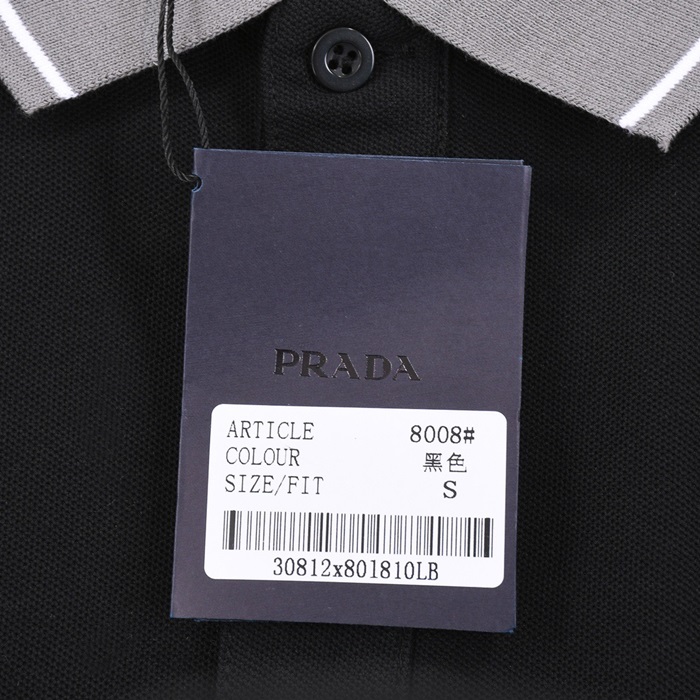 PRADA
ARTICLE 8008#
COLOUR 黑色
SIZE/FIT S
30812x801810LB